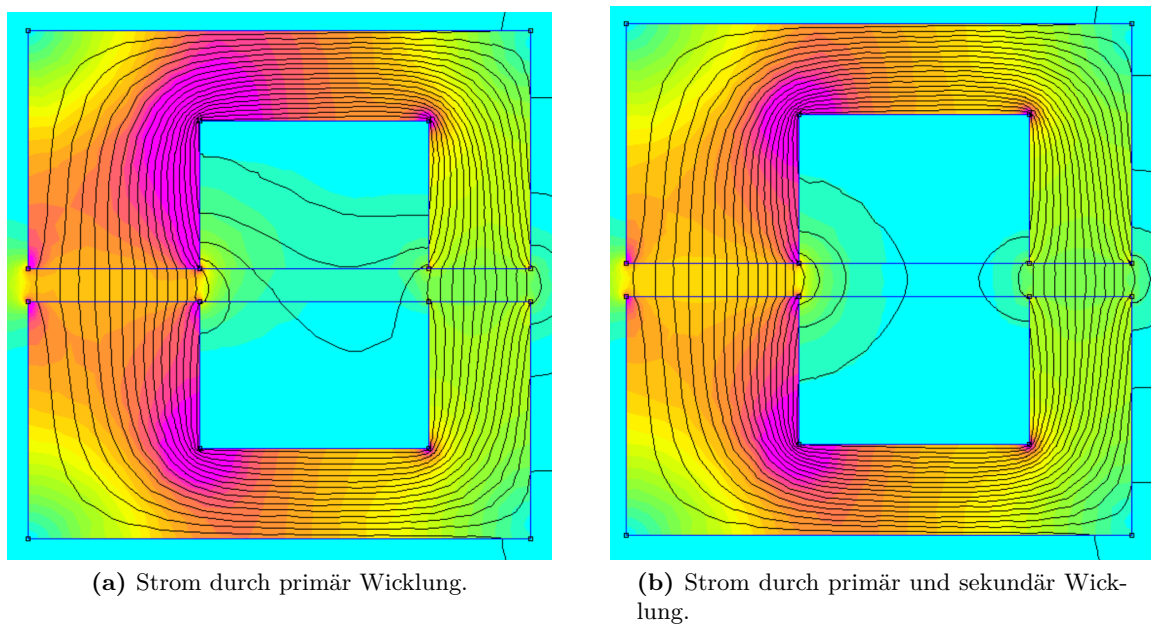 (a) Strom durch primär Wicklung.
(b) Strom durch primär und sekundär Wick-
lung.